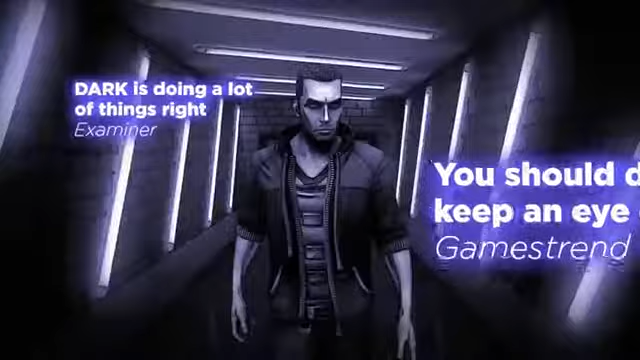 DARK is doing a lot
of things right
Examiner
You should
keep an eye
Gamestrend